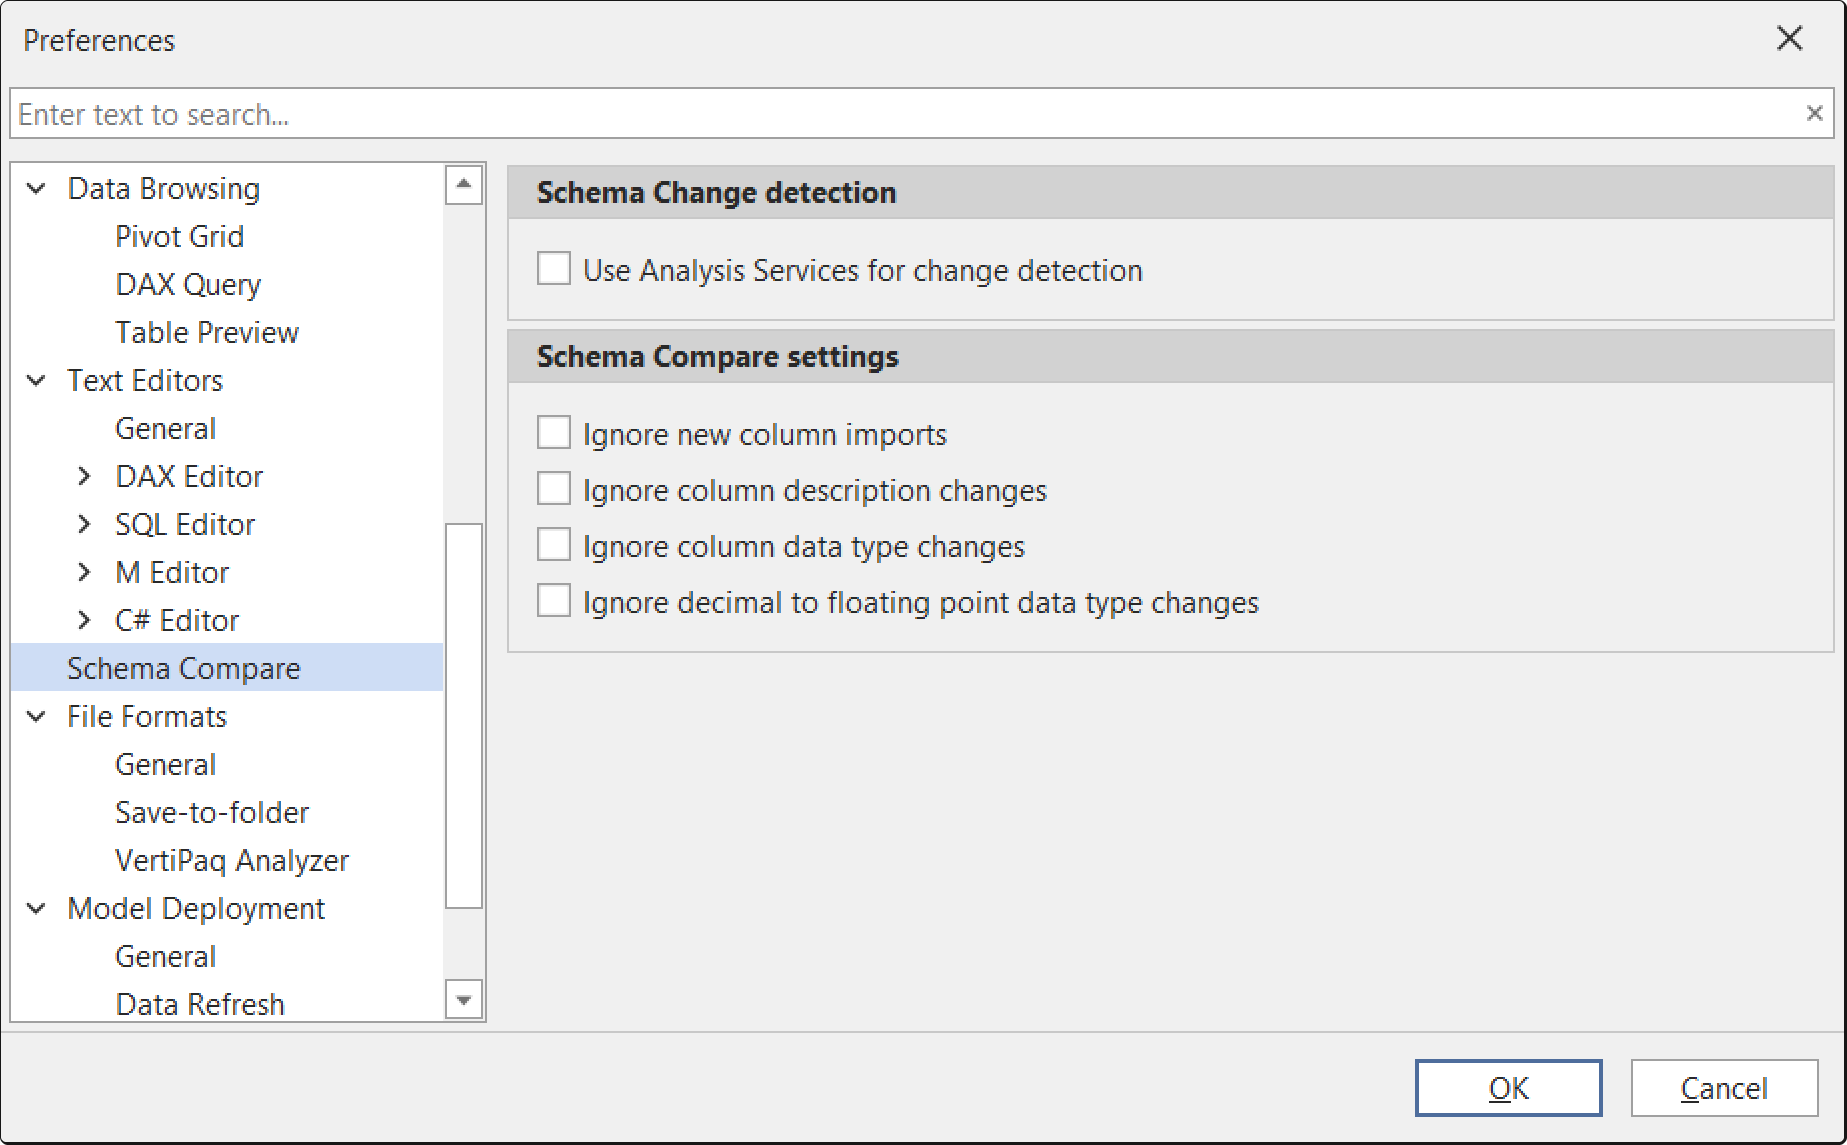 Preferences
Enter text to search...
Data Browsing
Pivot Grid
DAX Query
Table Preview
Text Editors
General
DAX Editor
SQL Editor
M Editor
C# Editor
Schema Compare
File Formats
General
Save-to-folder
VertiPaq Analyzer
Model Deployment
General
Data Refresh
Schema Change detection
Use Analysis Services for change detection
Schema Compare settings
Ignore new column imports
Ignore column description changes
Ignore column data type changes
Ignore decimal to floating point data type changes
OK
Cancel